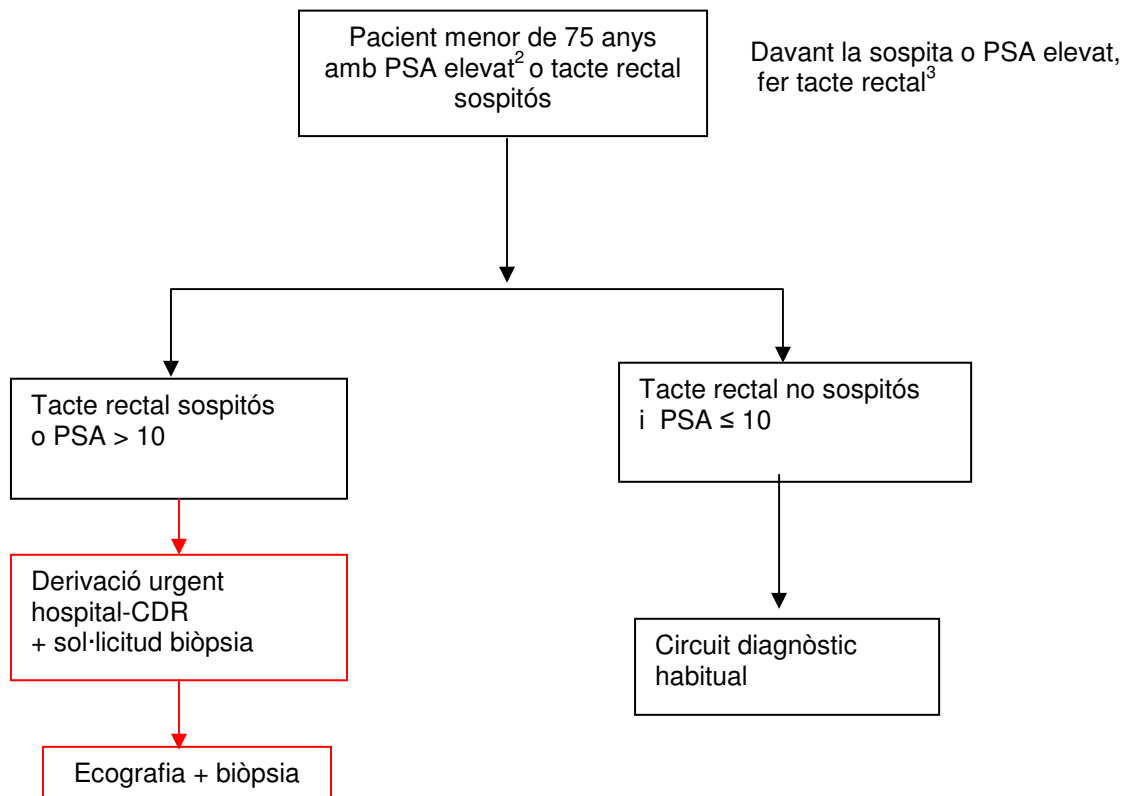 Pacient menor de 75 anys
amb PSA elevat² o tacte rectal
sospitós
Davant la sospita o PSA elevat,
fer tacte rectal³
Tacte rectal sospitós
o PSA > 10
Tacte rectal no sospitós
i PSA ≤ 10
Derivació urgent
hospital-CDR
+ sol·licitud biòpsia
Circuit diagnòstic
habitual
Ecografia + biòpsia